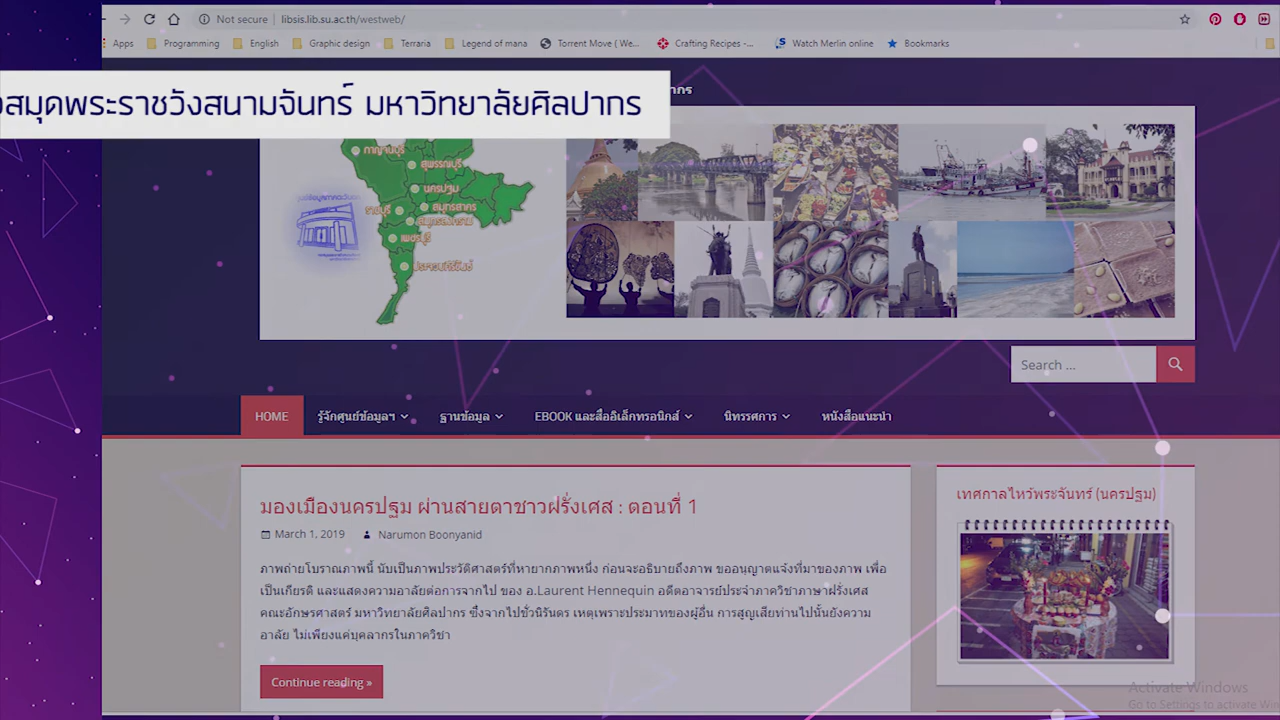 Not secure | libsis.lib.su.ac.th/westweb/
Apps Programming English Graphic design Terraria Legend of mana Torrent Move ( We... Crafting Recipes -... Watch Merlin online Bookmarks
สมุดพระราชวังสนามจันทร์ มหาวิทยาลัยศิลปากร
ปากร
กาญจนบุรี
สุพรรณบุรี
นครปฐม
ราชบุรี สมุทรสาคร
สมุทรสงคราม
เพชรบุรี
ประจวบคีรีขันธ์
Search ...
HOME รู้จักศูนย์ข้อมูลฯ ฐานข้อมูล EBOOK และสื่ออิเล็กทรอนิกส์ นิทรรศการ หนังสือแนะนำ
มองเมืองนครปฐม ผ่านสายตาชาวฝรั่งเศส : ตอนที่ 1
March 1, 2019 Narumon Boonyanid
ภาพถ่ายโบราณภาพนี้ นับเป็นภาพประวัติศาสตร์ที่หายากภาพหนึ่ง ก่อนจะอธิบายถึงภาพ ขออนุญาตแจ้งที่มาของภาพ เพื่อ
เป็นเกียรติ และแสดงความอาลัยต่อการจากไป ของ อ.Laurent Hennequin อดีตอาจารย์ประจำภาควิชาภาษาฝรั่งเศส
คณะอักษรศาสตร์ มหาวิทยาลัยศิลปากร ซึ่งจากไปชั่วนิรันดร เหตุเพราะประมาทของผู้อื่น การสูญเสียท่านไปนั้นยังความ
อาลัย ไม่เพียงแค่บุคลากรในภาควิชา
Continue reading »
เทศกาลไหว้พระจันทร์ (นครปฐม)
Activate Windows
Go to Settings to activate Win